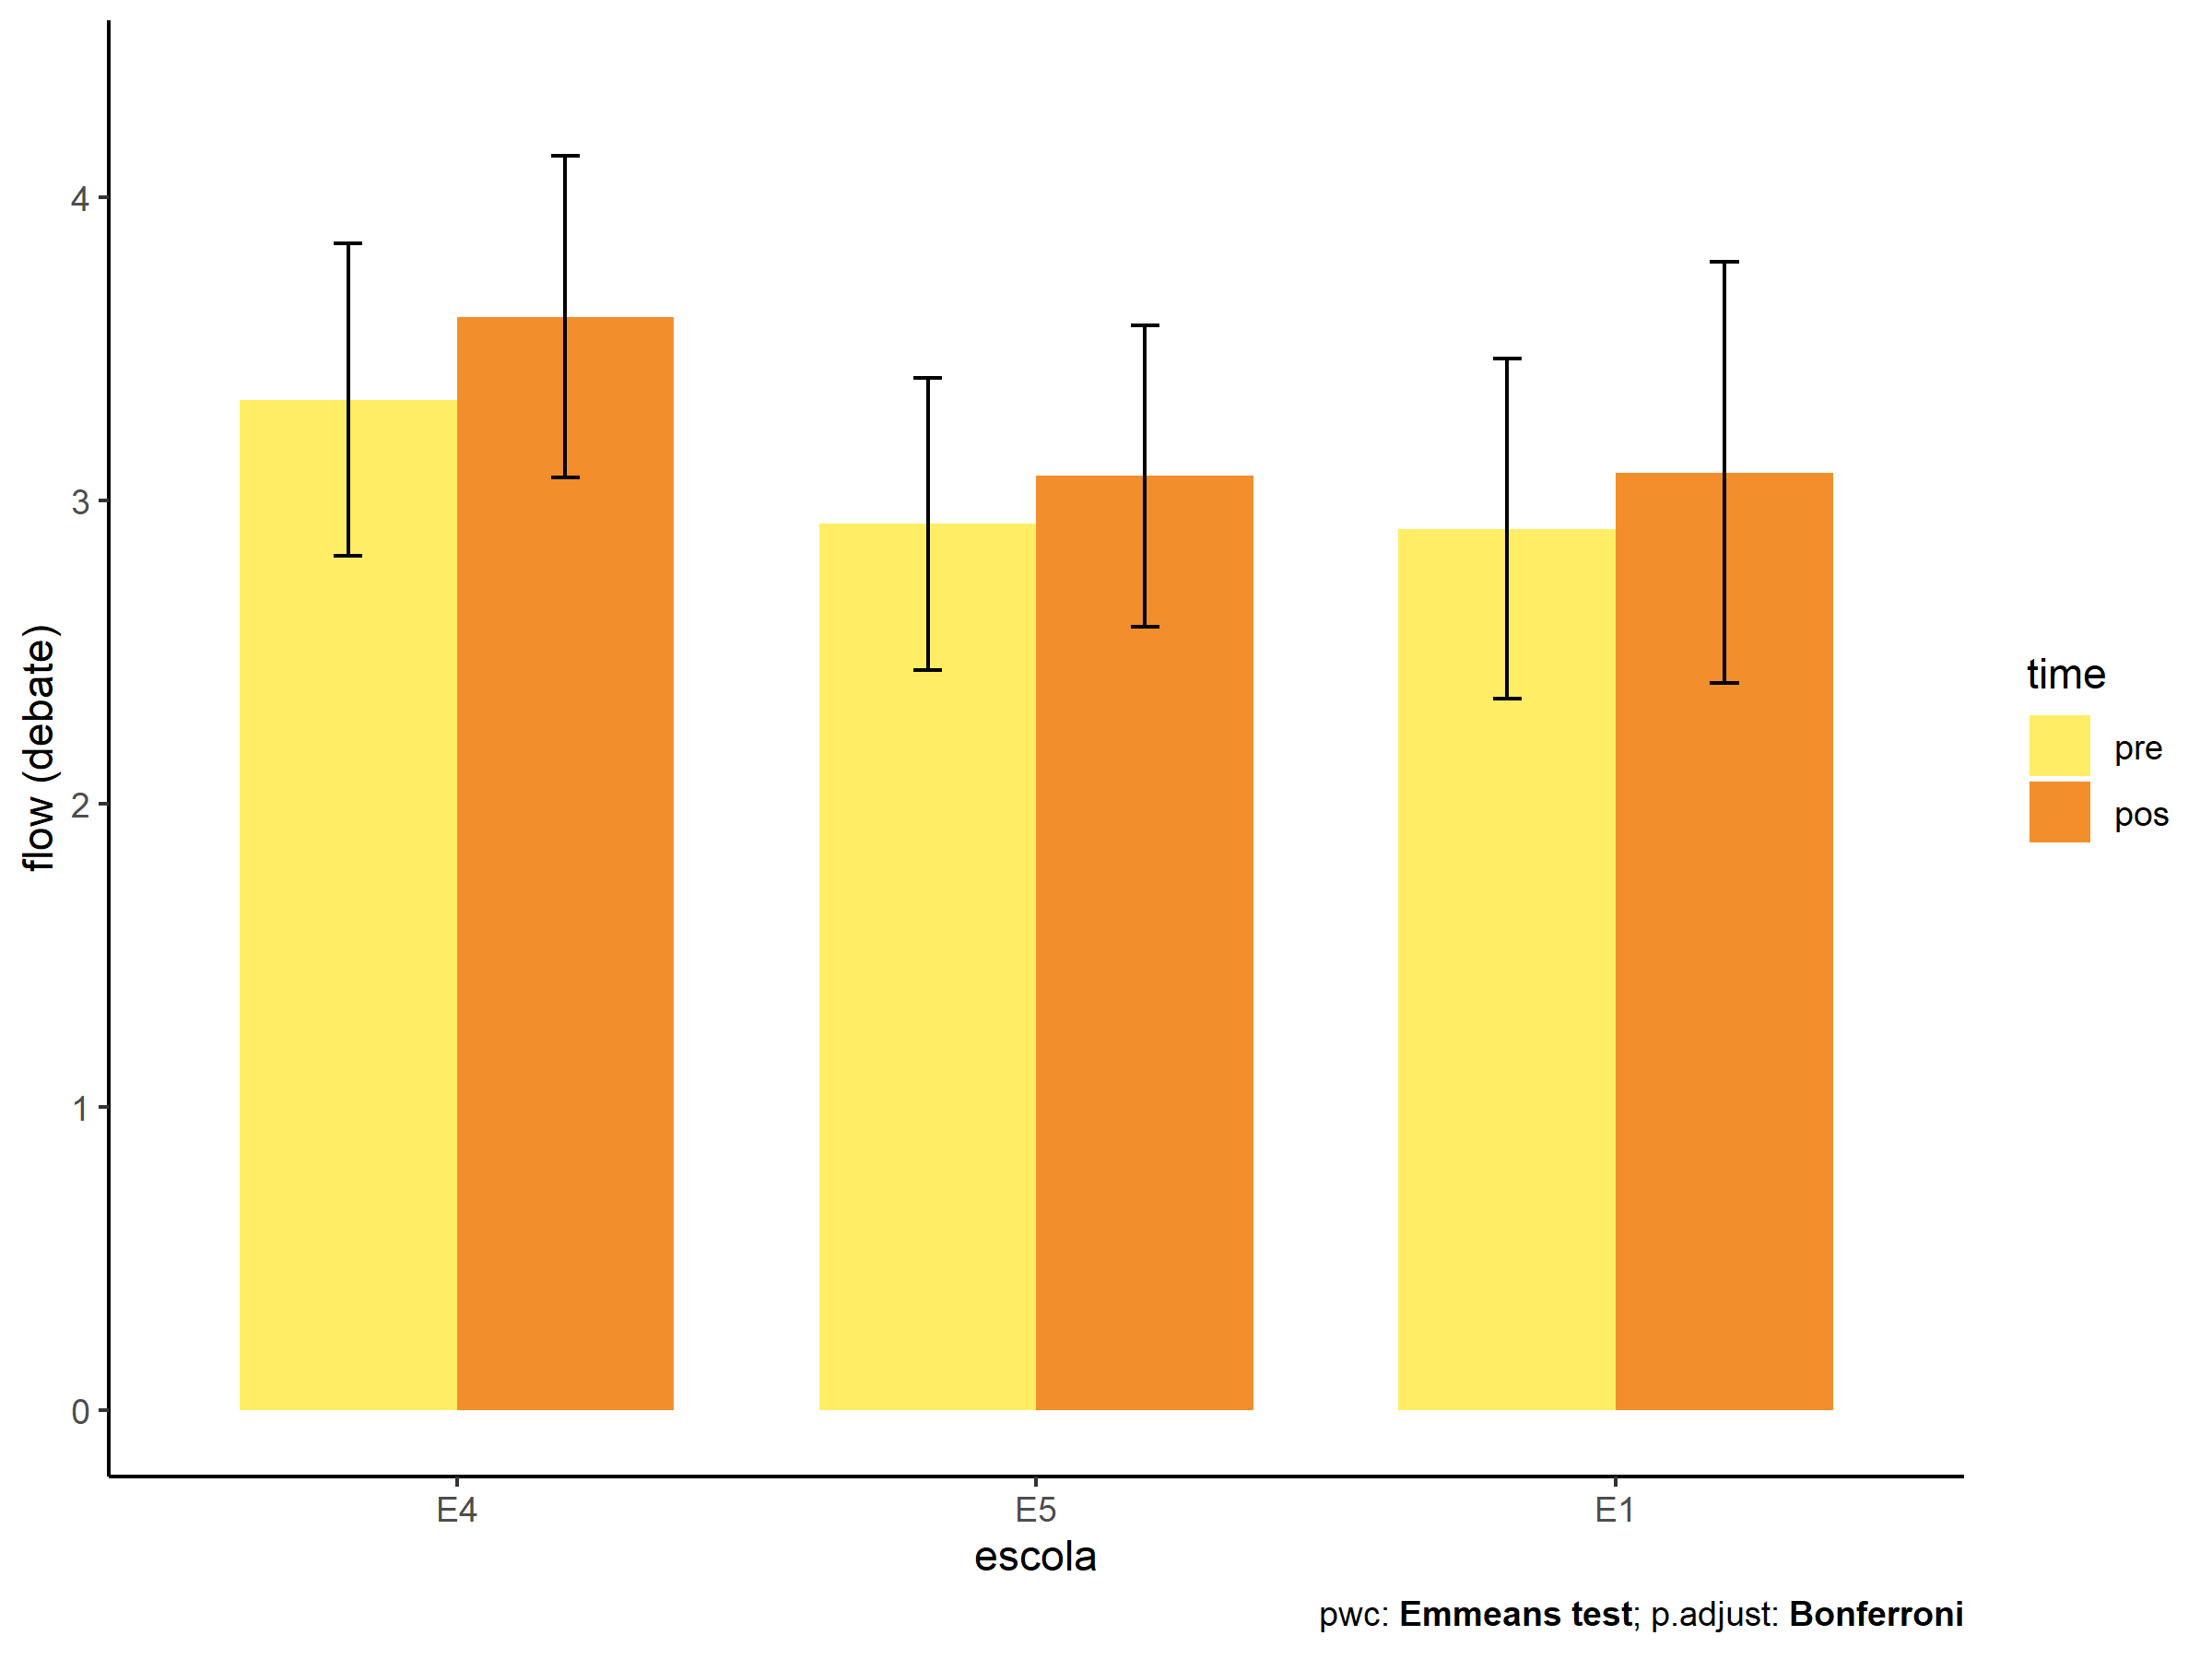 flow (debate)
4
3
2
1
0
E4 E5 E1
escola
time
pre
pos
pwc: Emmeans test; p.adjust: Bonferroni